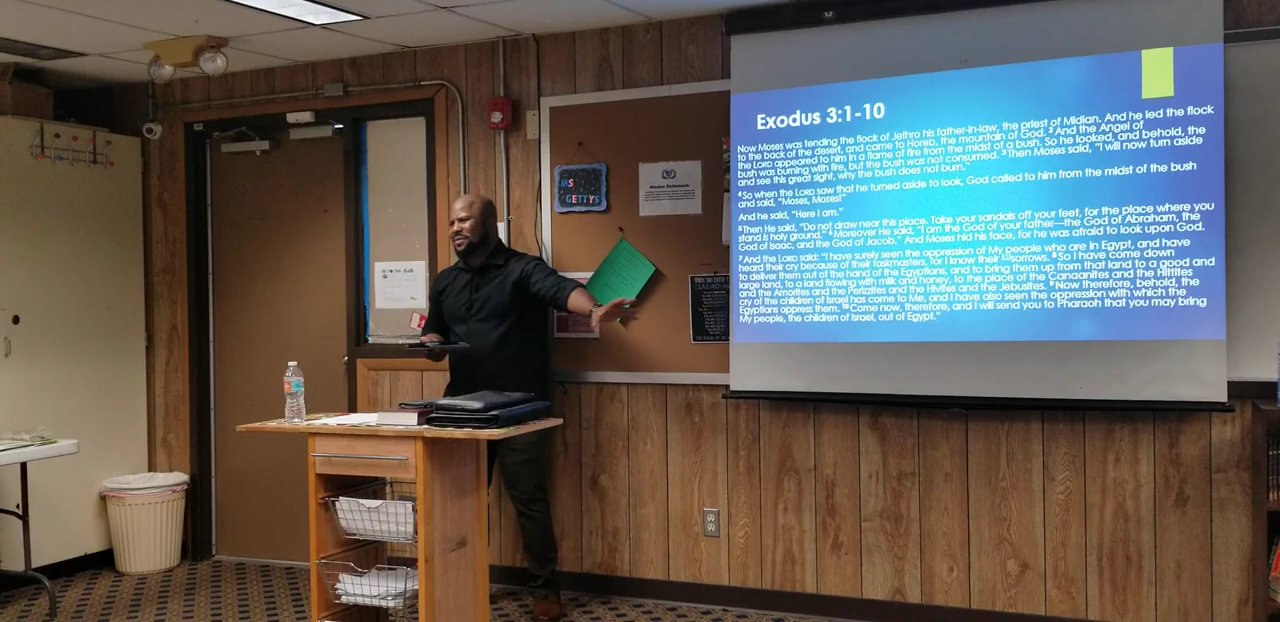 Exodus 3:1-10
Now Moses was tending the flock of Jethro his father-in-law, the priest of Midian. And he led the flock
to the back of the desert, and came to Horeb, the mountain of God. 2 And the Angel of
the LORD appeared to him in a flame of fire from the midst of a bush. So he looked, and behold, the
bush was burning with fire, but the bush was not consumed. 3 Then Moses said, "I will now turn aside
and see this great sight, why the bush does not burn."
4 So when the LORD saw that he turned aside to look, God called to him from the midst of the bush
and said, "Moses, Moses!"
And he said, "Here I am."
5 Then He said, "Do not draw near this place. Take your sandals off your feet, for the place where you
stand is holy ground." 6 Moreover He said, "I am the God of your father—the God of Abraham, the
God of Isaac, and the God of Jacob." And Moses hid his face, for he was afraid to look upon God.
7 And the LORD said: "I have surely seen the oppression of My people who are in Egypt, and have
heard their cry because of their taskmasters, for I know their sorrows. 8 So I have come down
to deliver them out of the hand of the Egyptians, and to bring them up from that land to a good and
large land, to a land flowing with milk and honey, to the place of the Canaanites and the Hittites
and the Amorites and the Perizzites and the Hivites and the Jebusites. 9 Now therefore, behold, the
cry of the children of Israel has come to Me, and I have also seen the oppression with which the
Egyptians oppress them. 10 Come now, therefore, and I will send you to Pharaoh that you may bring
My people, the children of Israel, out of Egypt."
MS
GETTYS
Mission Statement